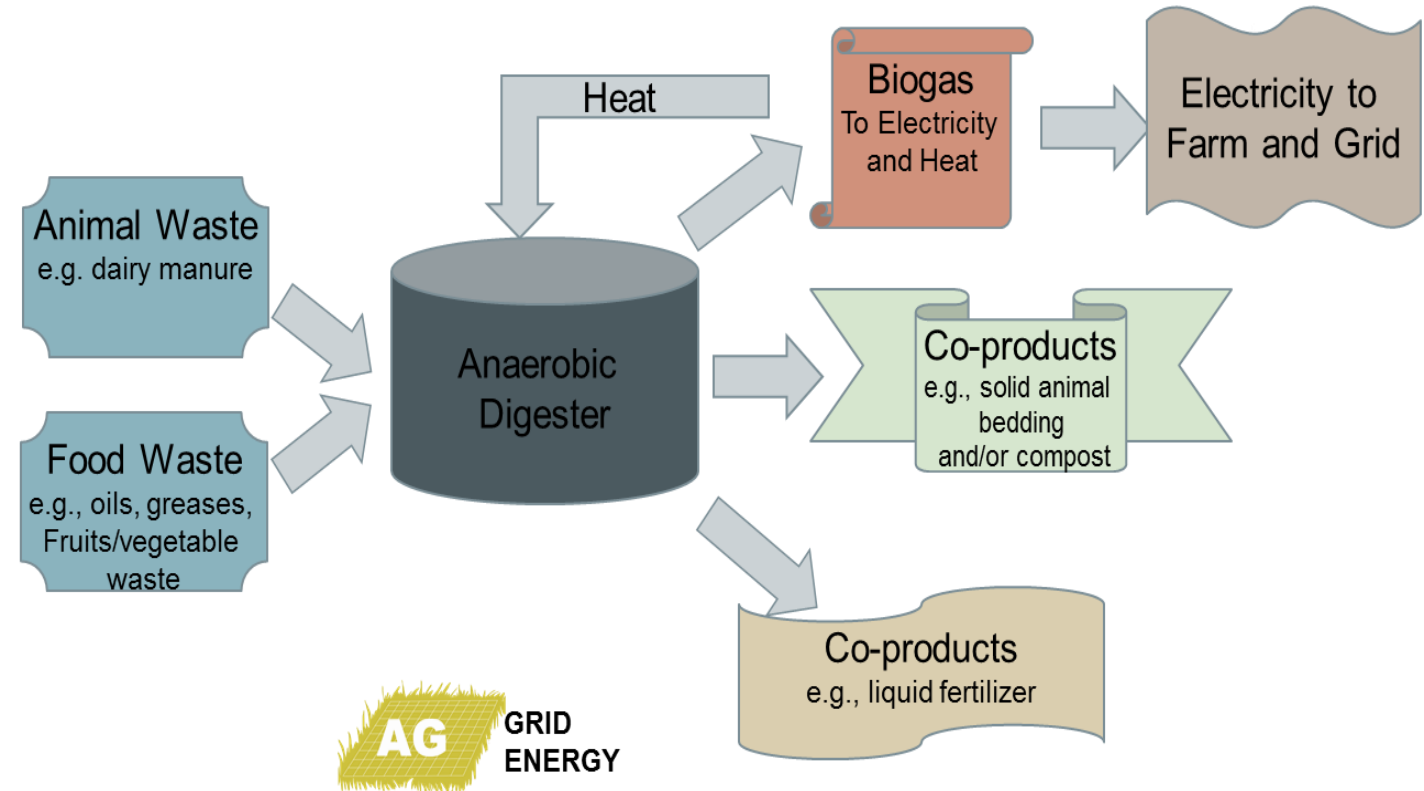 Heat
Biogas
To Electricity
and Heat
Electricity to
Farm and Grid
Animal Waste
e.g. dairy manure
Food Waste
e.g., oils, greases,
Fruits/vegetable
waste
Anaerobic
Digester
Co-products
e.g., solid animal
bedding
and/or compost
Co-products
e.g., liquid fertilizer
AG
GRID
ENERGY